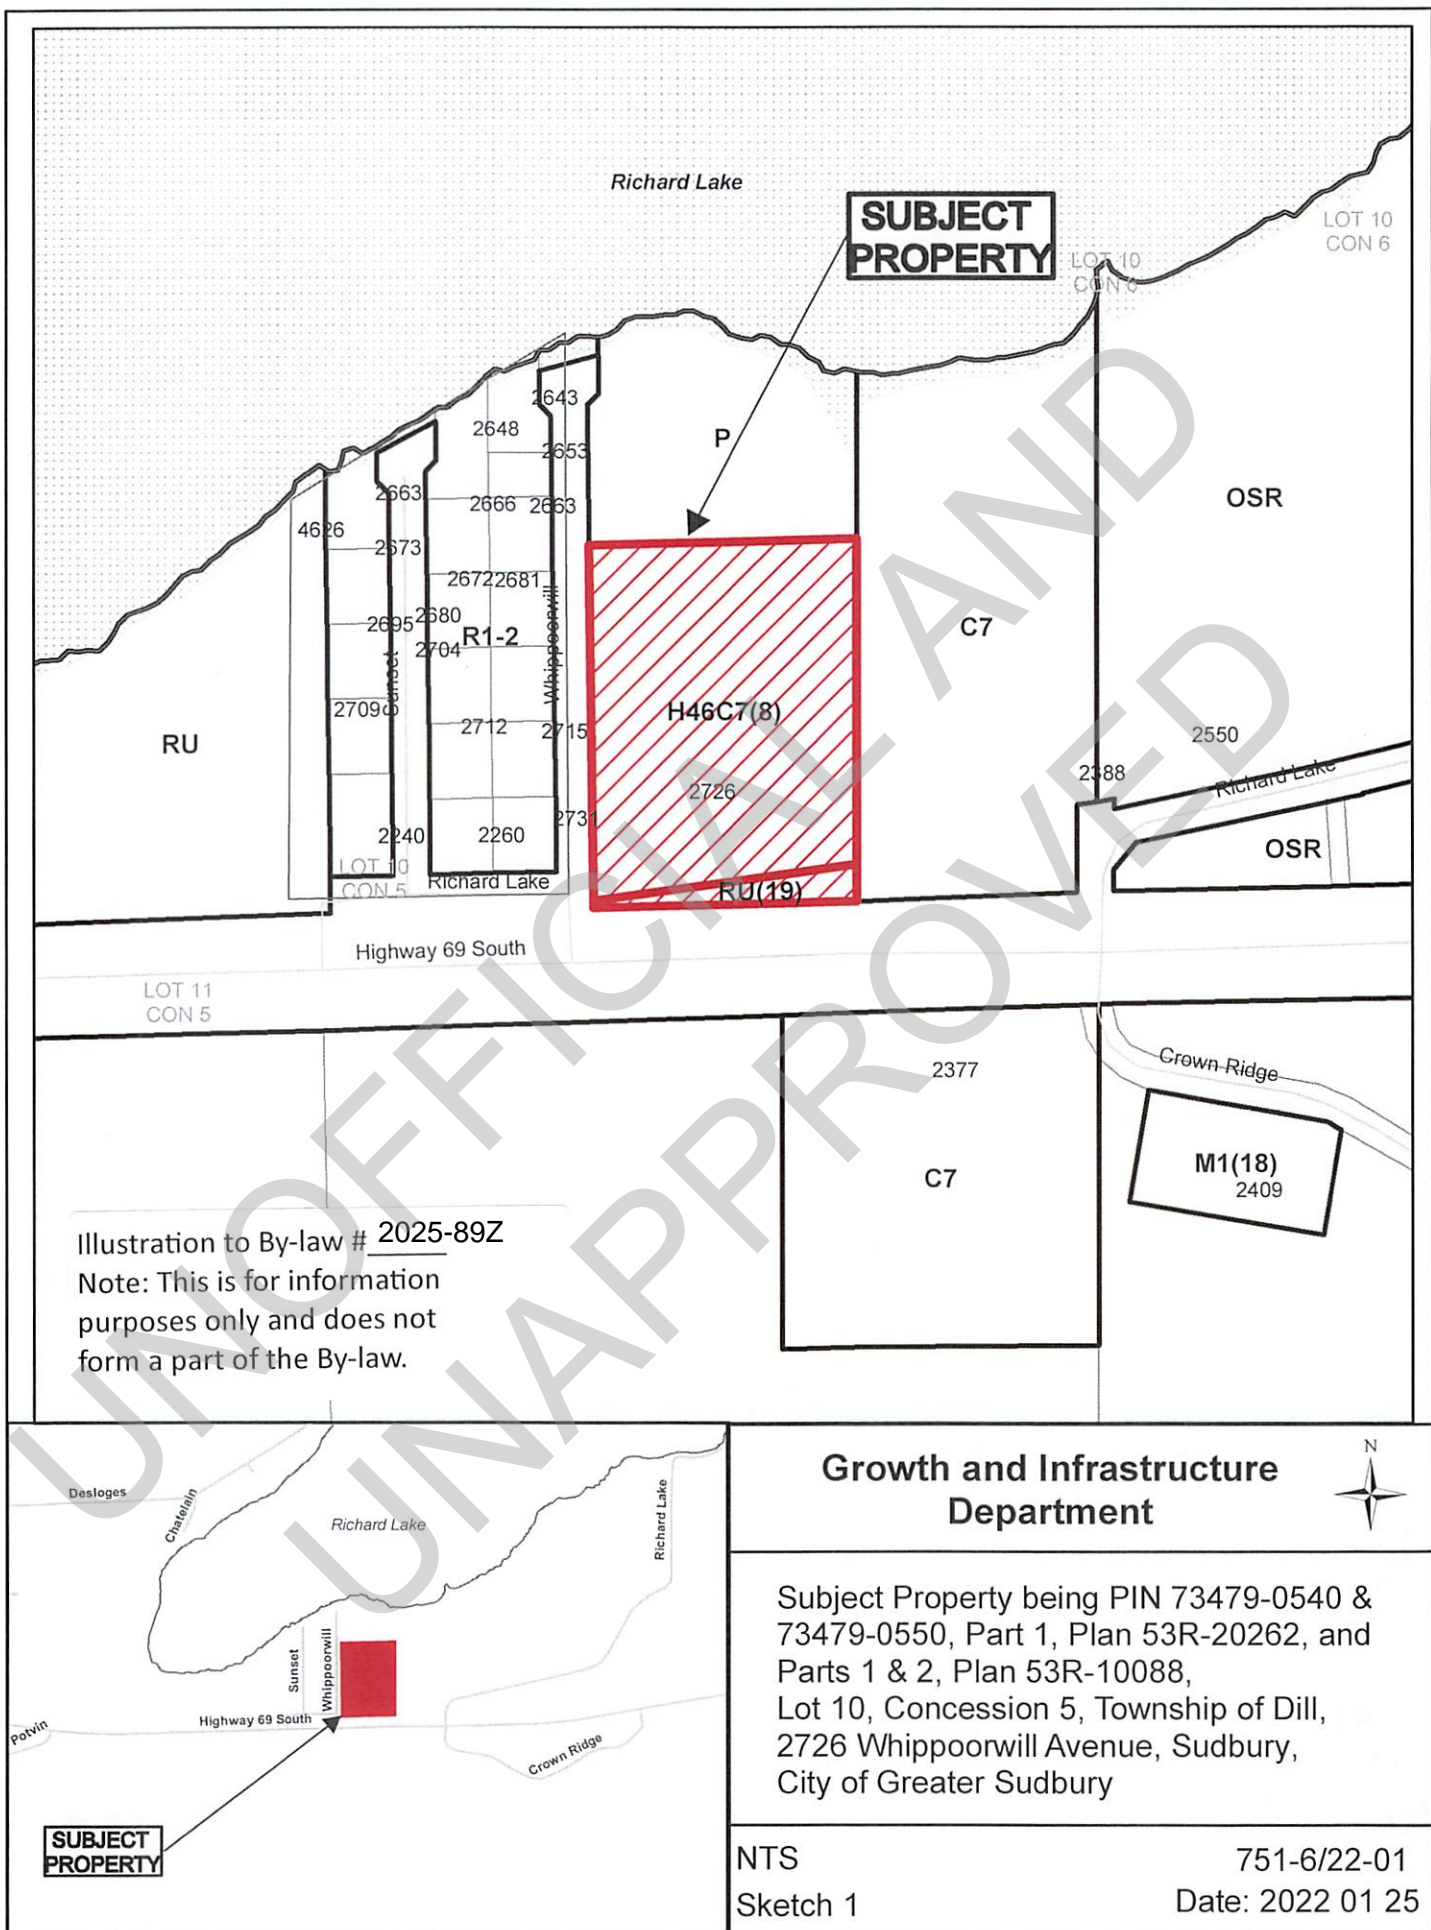 Richard Lake
SUBJECT
PROPERTY
LOT 10
CON 6
LOT 10
CON 6
P
OSR
2643
2648
2653
2663
2666
2663
4626
2673
2672
2681
2695
2680
2704
R1-2
Sunset
Whippoorwill
C7
2709
2712
2715
H46C7(8)
RU
2726
2550
2388
Richard Lake
2240
2260
2731
OSR
LOT 10
CON 5
Richard Lake
RU(19)
Highway 69 South
LOT 11
CON 5
2377
Crown Ridge
C7
M1(18)
2409
UNOFFICIAL AND
UNAPPROVED
Illustration to By-law # 2025-89Z
Note: This is for information
purposes only and does not
form a part of the By-law.
Desloges
Chatelain
Richard Lake
Richard Lake
Sunset
Whippoorwill
Highway 69 South
Potvin
Crown Ridge
SUBJECT
PROPERTY
Growth and Infrastructure
Department
N
Subject Property being PIN 73479-0540 &
73479-0550, Part 1, Plan 53R-20262, and
Parts 1 & 2, Plan 53R-10088,
Lot 10, Concession 5, Township of Dill,
2726 Whippoorwill Avenue, Sudbury,
City of Greater Sudbury
NTS
751-6/22-01
Sketch 1
Date: 2022 01 25